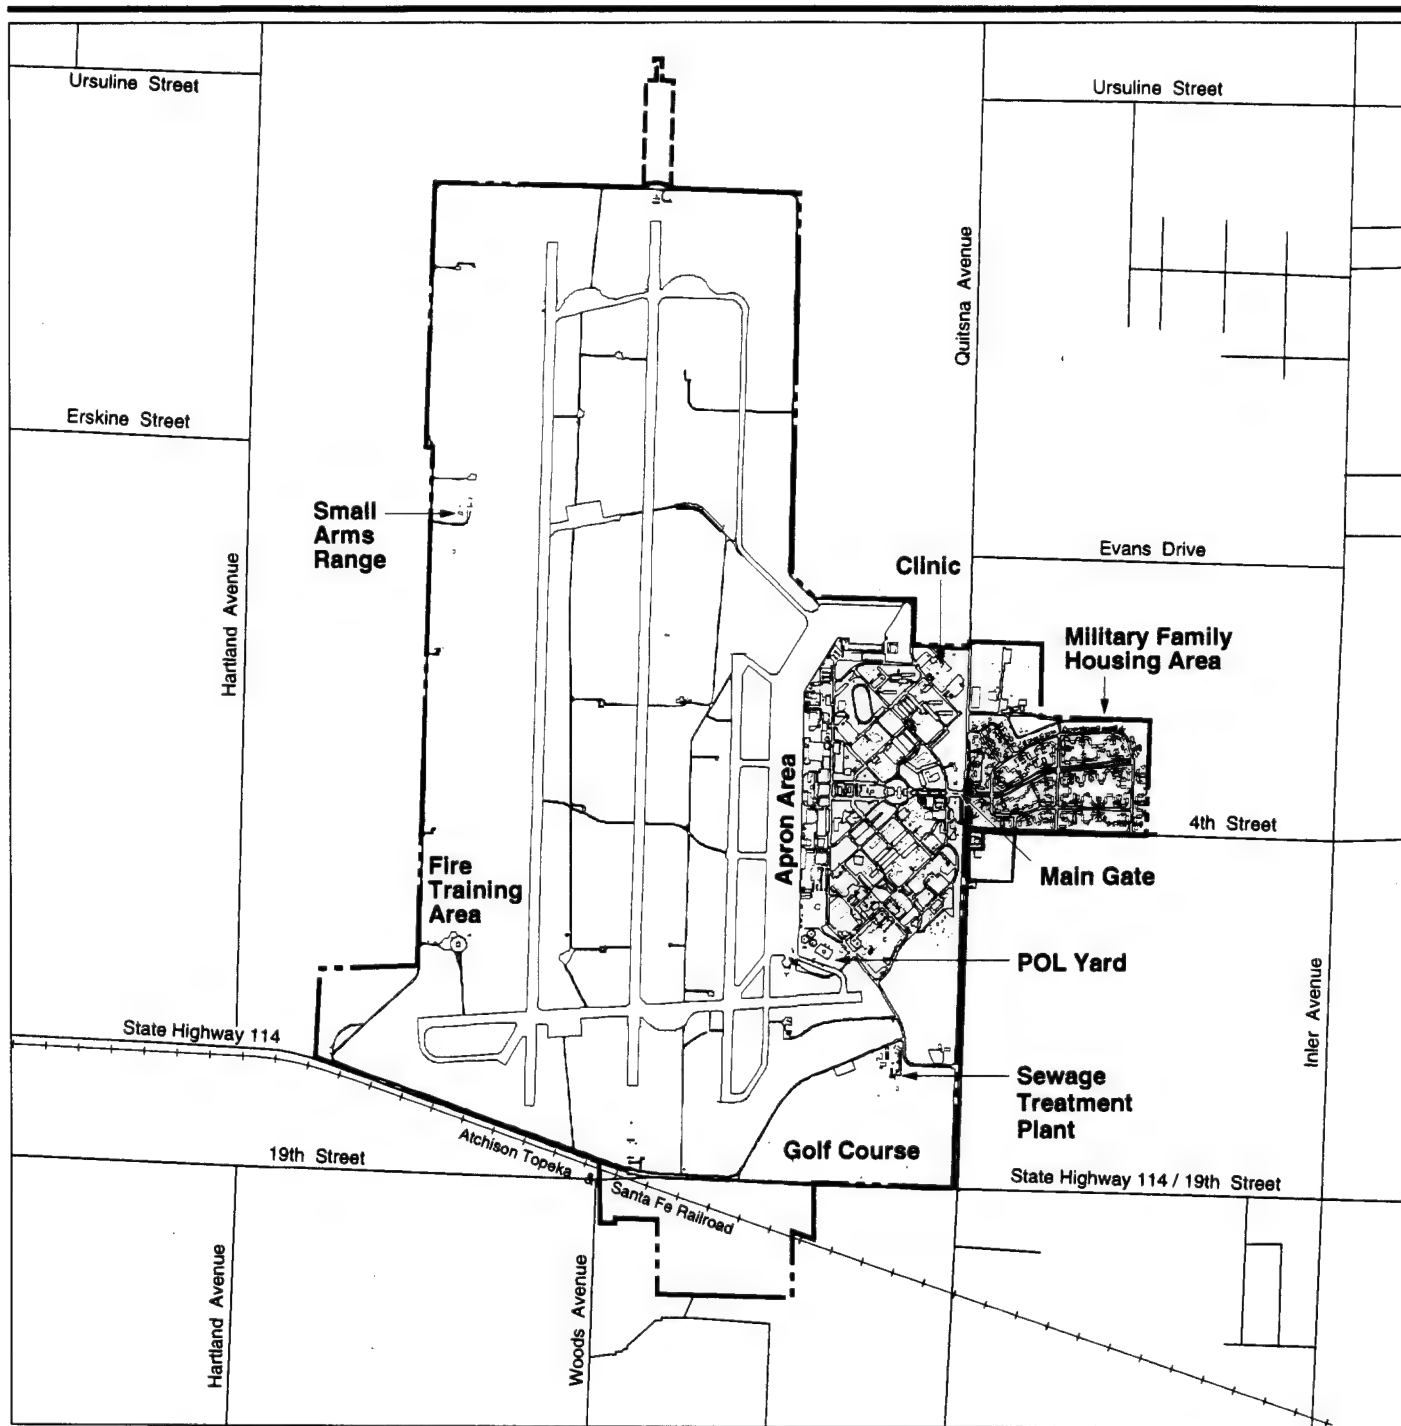 Ursuline Street
Ursuline Street
Quitsna Avenue
Erskine Street
Small
Arms
Range
Hartland Avenue
Evans Drive
Clinic
Military Family
Housing Area
Apron Area
4th Street
Fire
Training
Area
Main Gate
POL Yard
Inler Avenue
State Highway 114
Sewage
Treatment
Plant
Atchison Topeka
&
Santa Fe Railroad
19th Street
Golf Course
State Highway 114 / 19th Street
Hartland Avenue
Woods Avenue